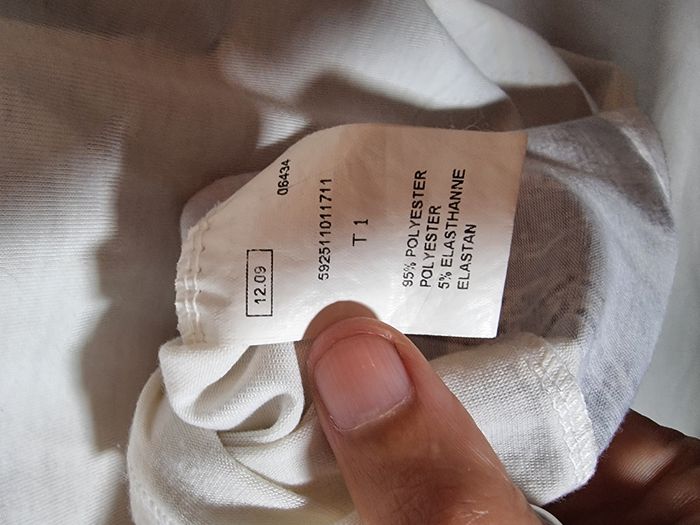 06434
12.09
592511011711
T 1
95% POLYESTER
POLYESTER
5% ELASTHANNE
ELASTAN